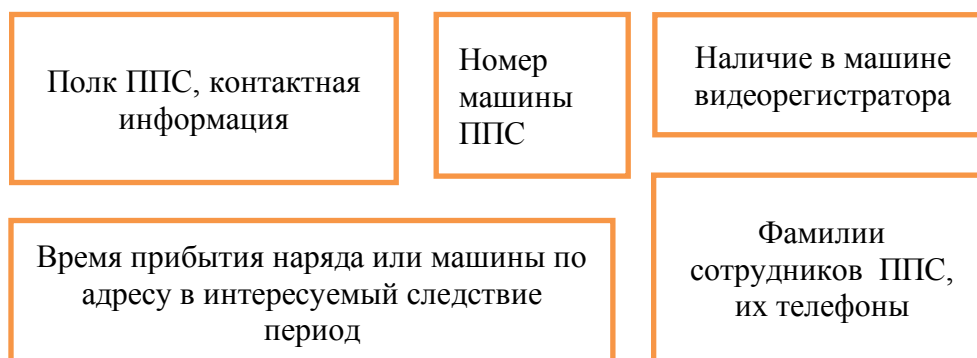 Полк ППС, контактная
информация
Номер
машины
ППС
Наличие в машине
видеорегистратора
Время прибытия наряда или машины по
адресу в интересуемый следствие
период
Фамилии
сотрудников ППС,
их телефоны